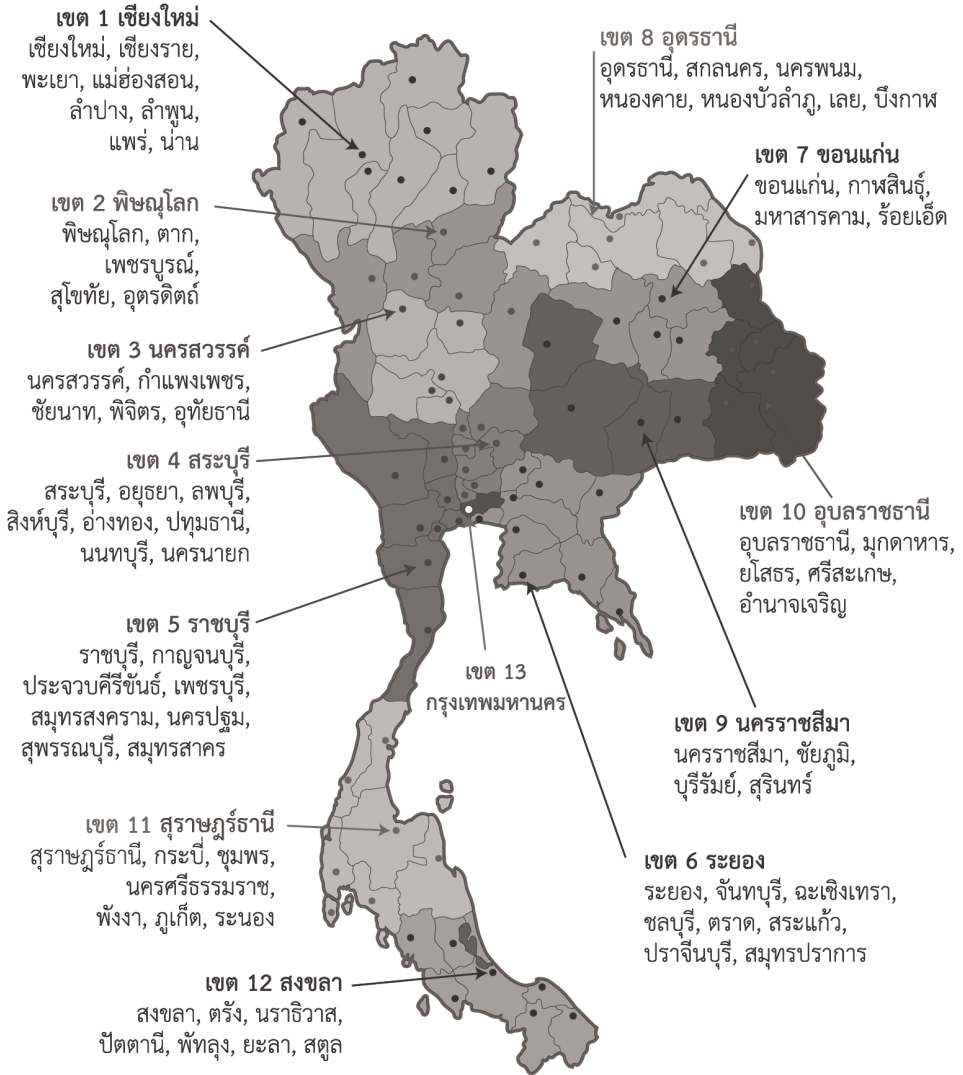 เขต 1 เชียงใหม่
เชียงใหม่, เชียงราย,
พะเยา, แม่ฮ่องสอน,
ลำปาง, ลำพูน,
แพร่, น่าน
เขต 2 พิษณุโลก
พิษณุโลก, ตาก,
เพชรบูรณ์,
สุโขทัย, อุตรดิตถ์
เขต 3 นครสวรรค์
นครสวรรค์, กำแพงเพชร,
ชัยนาท, พิจิตร, อุทัยธานี
เขต 4 สระบุรี
สระบุรี, อยุธยา, ลพบุรี,
สิงห์บุรี, อ่างทอง, ปทุมธานี,
นนทบุรี, นครนายก
เขต 5 ราชบุรี
ราชบุรี, กาญจนบุรี,
ประจวบคีรีขันธ์, เพชรบุรี,
สมุทรสงคราม, นครปฐม,
สุพรรณบุรี, สมุทรสาคร
เขต 11 สุราษฎร์ธานี
สุราษฎร์ธานี, กระบี่, ชุมพร,
นครศรีธรรมราช,
พังงา, ภูเก็ต, ระนอง
เขต 12 สงขลา
สงขลา, ตรัง, นราธิวาส,
ปัตตานี, พัทลุง, ยะลา, สตูล
เขต 8 อุดรธานี
อุดรธานี, สกลนคร, นครพนม,
หนองคาย, หนองบัวลำภู, เลย, บึงกาฬ
เขต 7 ขอนแก่น
ขอนแก่น, กาฬสินธุ์,
มหาสารคาม, ร้อยเอ็ด
เขต 10 อุบลราชธานี
อุบลราชธานี, มุกดาหาร,
ยโสธร, ศรีสะเกษ,
อำนาจเจริญ
เขต 13
กรุงเทพมหานคร
เขต 9 นครราชสีมา
นครราชสีมา, ชัยภูมิ,
บุรีรัมย์, สุรินทร์
เขต 6 ระยอง
ระยอง, จันทบุรี, ฉะเชิงเทรา,
ชลบุรี, ตราด, สระแก้ว,
ปราจีนบุรี, สมุทรปราการ